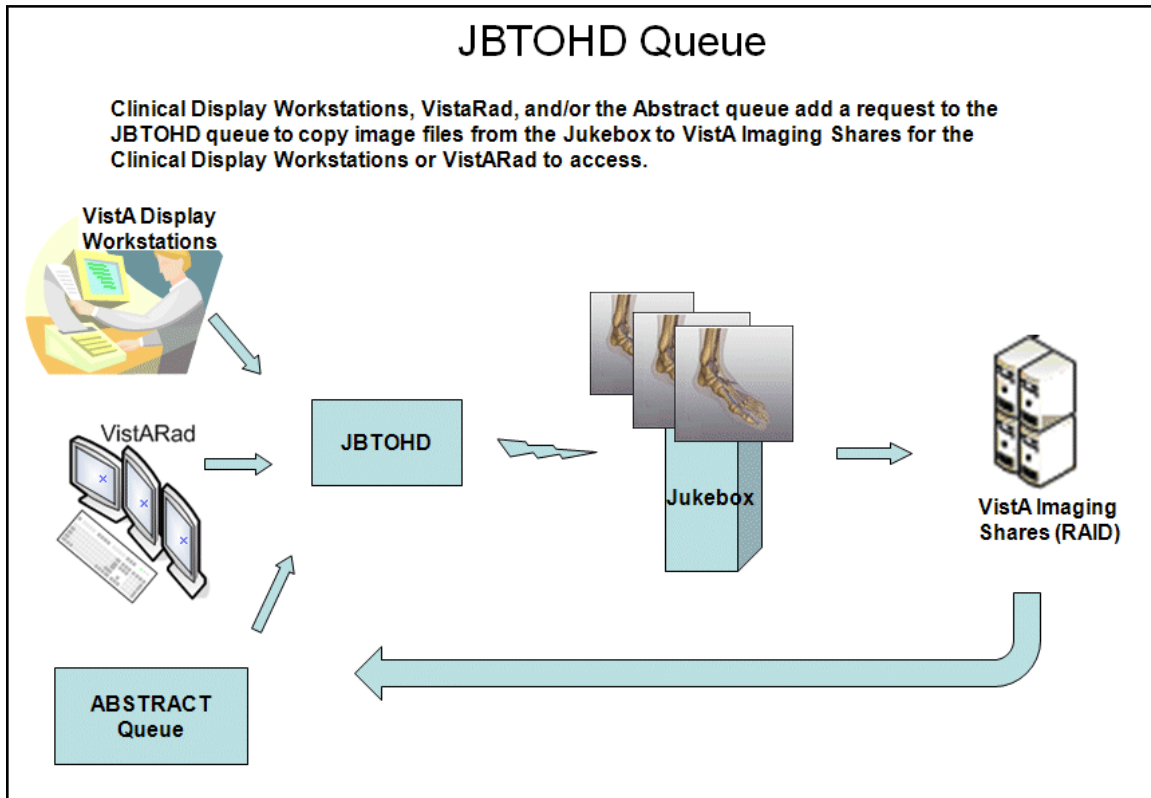 JBTOHD Queue
Clinical Display Workstations, VistaRad, and/or the Abstract queue add a request to the
JBTOHD queue to copy image files from the Jukebox to VistA Imaging Shares for the
Clinical Display Workstations or VistARad to access.
VistA Display
Workstations
VistARad
JBTOHD
Jukebox
VistA Imaging
Shares (RAID)
ABSTRACT
Queue